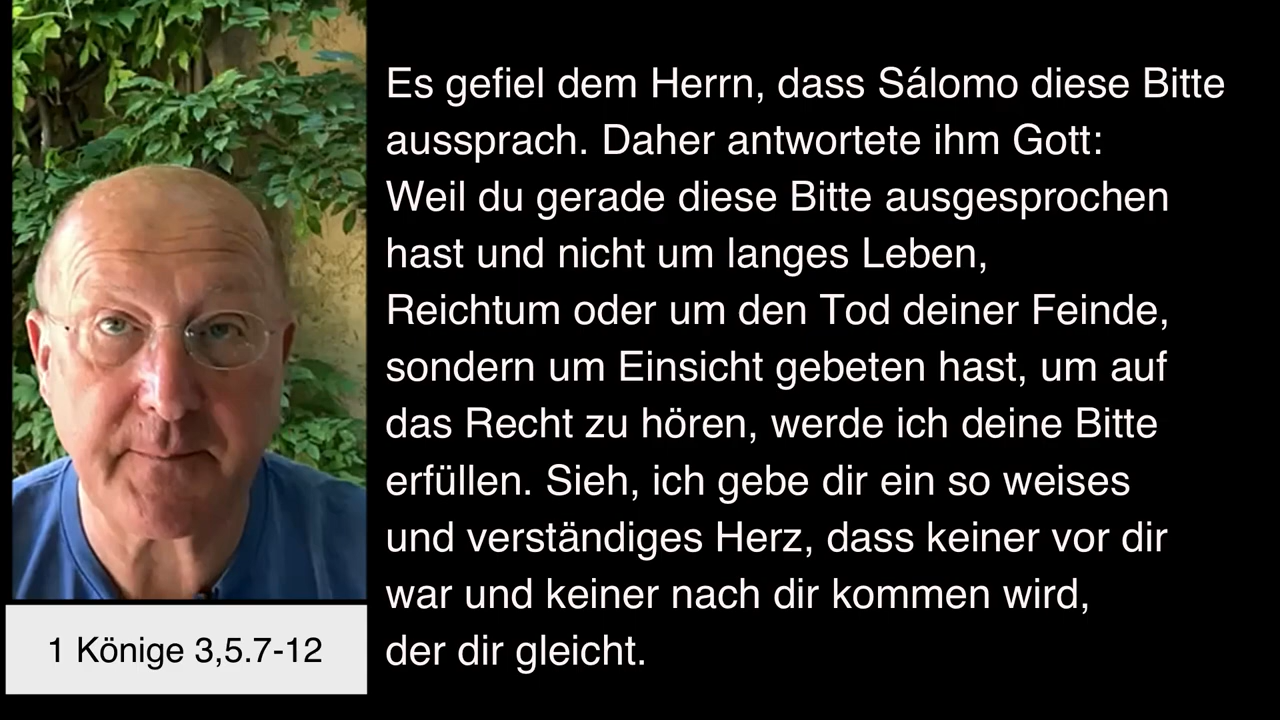 Es gefiel dem Herrn, dass Sálomo diese Bitte
aussprach. Daher antwortete ihm Gott:
Weil du gerade diese Bitte ausgesprochen
hast und nicht um langes Leben,
Reichtum oder um den Tod deiner Feinde,
sondern um Einsicht gebeten hast, um auf
das Recht zu hören, werde ich deine Bitte
erfüllen. Sieh, ich gebe dir ein so weises
und verständiges Herz, dass keiner vor dir
war und keiner nach dir kommen wird,
der dir gleicht.
1 Könige 3,5.7-12